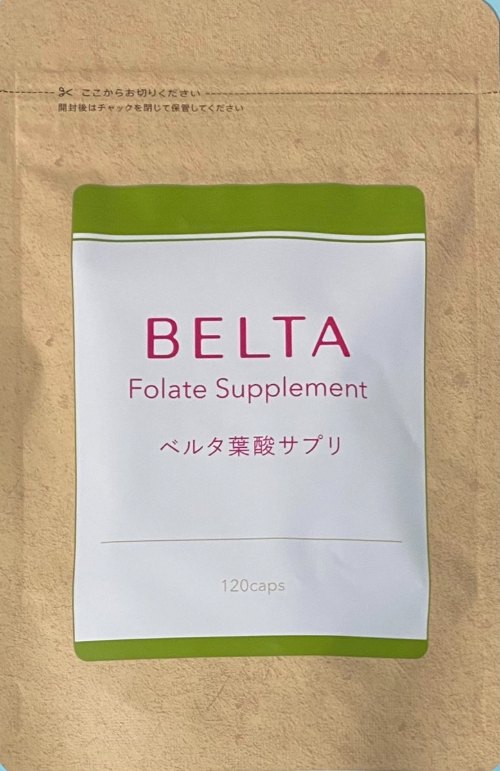 ここからお切りください
開封後はチャックを閉じて保管してください
BELTA
Folate Supplement
ベルタ葉酸サプリ
120caps